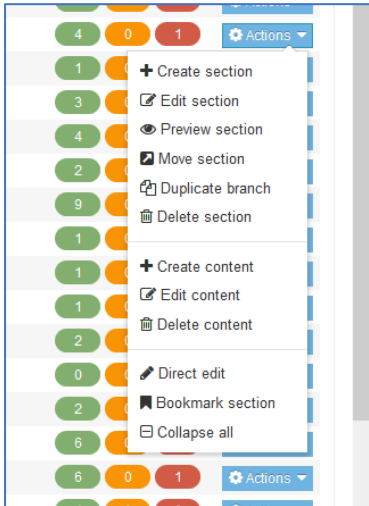 4 0 1 Actions
1 Create section
3 Edit section
4 Preview section
2 Move section
Duplicate branch
9 Delete section
1
1 Create content
1 Edit content
2 Delete content
0 Direct edit
2 Bookmark section
6 Collapse all
6 0 1 Actions